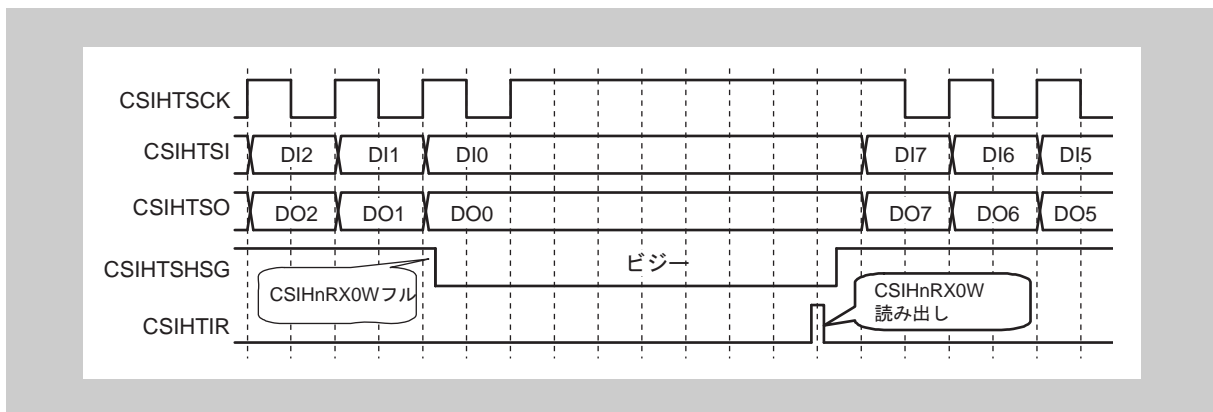 CSIHTSCK
CSIHTSI DI2 DI1 DI0 DI7 DI6 DI5
CSIHTSO DO2 DO1 DO0 DO7 DO6 DO5
CSIHTSHSG ビジー
CSIHnRX0Wフル
CSIHnRX0W
読み出し
CSIHTIR